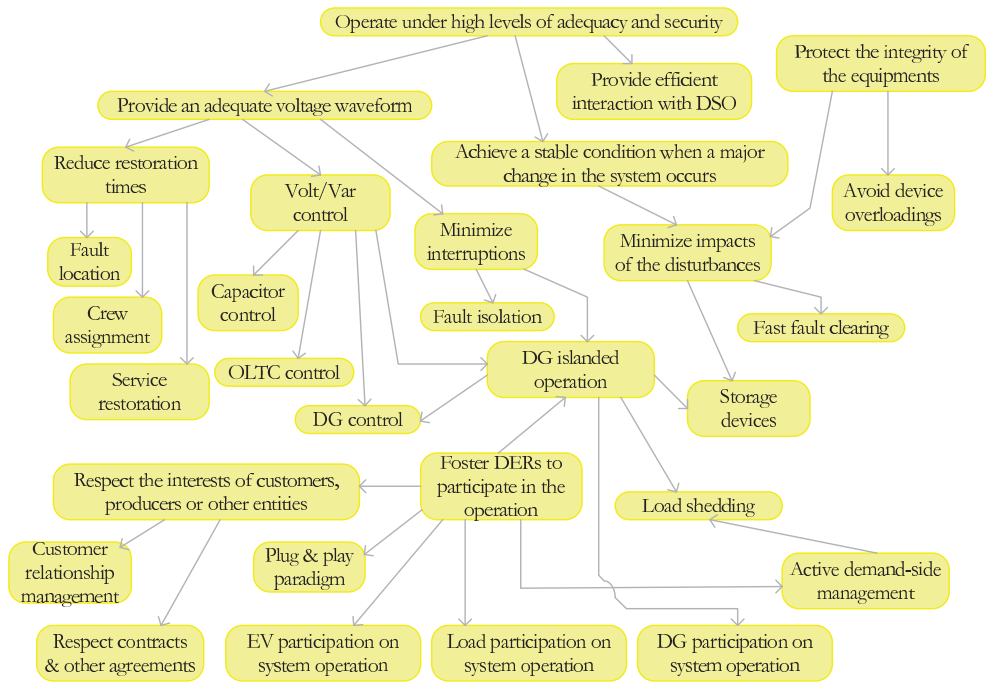 Operate under high levels of adequacy and security
Protect the integrity of
the equipments
Provide efficient
interaction with DSO
Provide an adequate voltage waveform
Achieve a stable condition when a major
change in the system occurs
Reduce restoration
times
Volt/Var
control
Avoid device
overloadings
Minimize
interruptions
Minimize impacts
of the disturbances
Fault
location
Capacitor
control
Crew
assignment
Fault isolation
Fast fault clearing
OLTC control
DG islanded
operation
Service
restoration
Storage
devices
DG control
Foster DERs to
participate in the
operation
Respect the interests of customers,
producers or other entities
Load shedding
Customer
relationship
management
Plug & play
paradigm
Active demand-side
management
Respect contracts
& other agreements
EV participation on
system operation
Load participation on
system operation
DG participation on
system operation